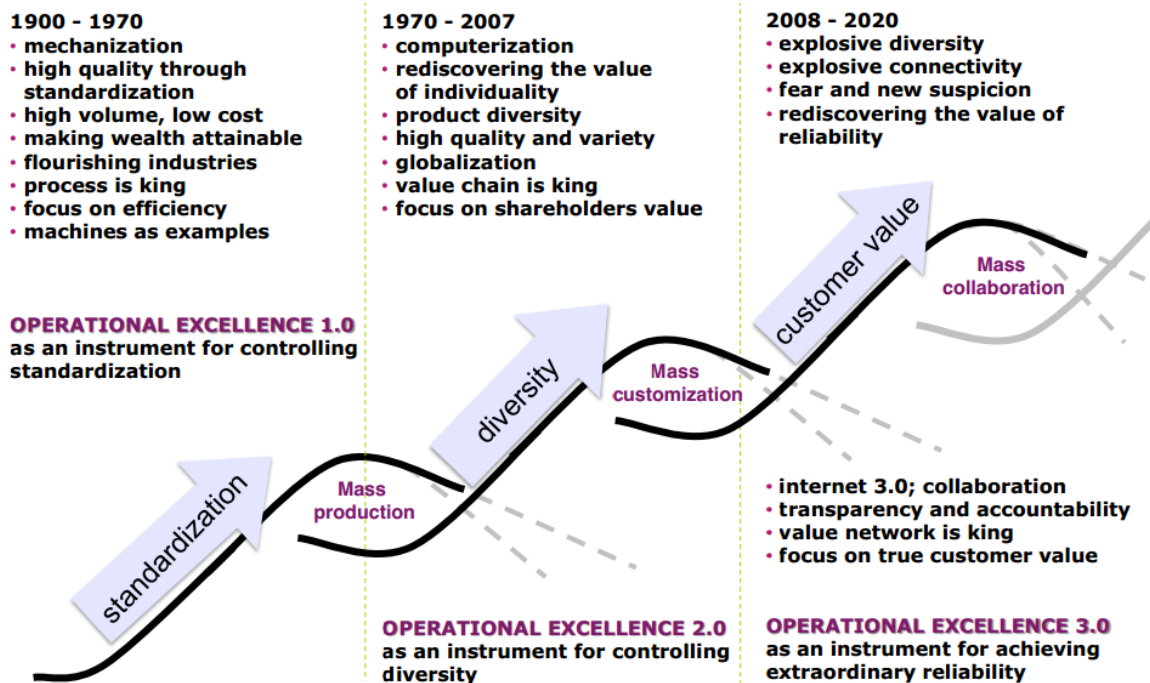 1900 - 1970
• mechanization
• high quality through
standardization
• high volume, low cost
• making wealth attainable
• flourishing industries
• process is king
• focus on efficiency
• machines as examples
OPERATIONAL EXCELLENCE 1.0
as an instrument for controlling
standardization
standardization
Mass
production
1970 - 2007
• computerization
• rediscovering the value
of individuality
• product diversity
• high quality and variety
• globalization
• value chain is king
• focus on shareholders value
diversity
Mass
customization
OPERATIONAL EXCELLENCE 2.0
as an instrument for controlling
diversity
2008 - 2020
• explosive diversity
• explosive connectivity
• fear and new suspicion
• rediscovering the value of
reliability
customer value
Mass
collaboration
• internet 3.0; collaboration
• transparency and accountability
• value network is king
• focus on true customer value
OPERATIONAL EXCELLENCE 3.0
as an instrument for achieving
extraordinary reliability